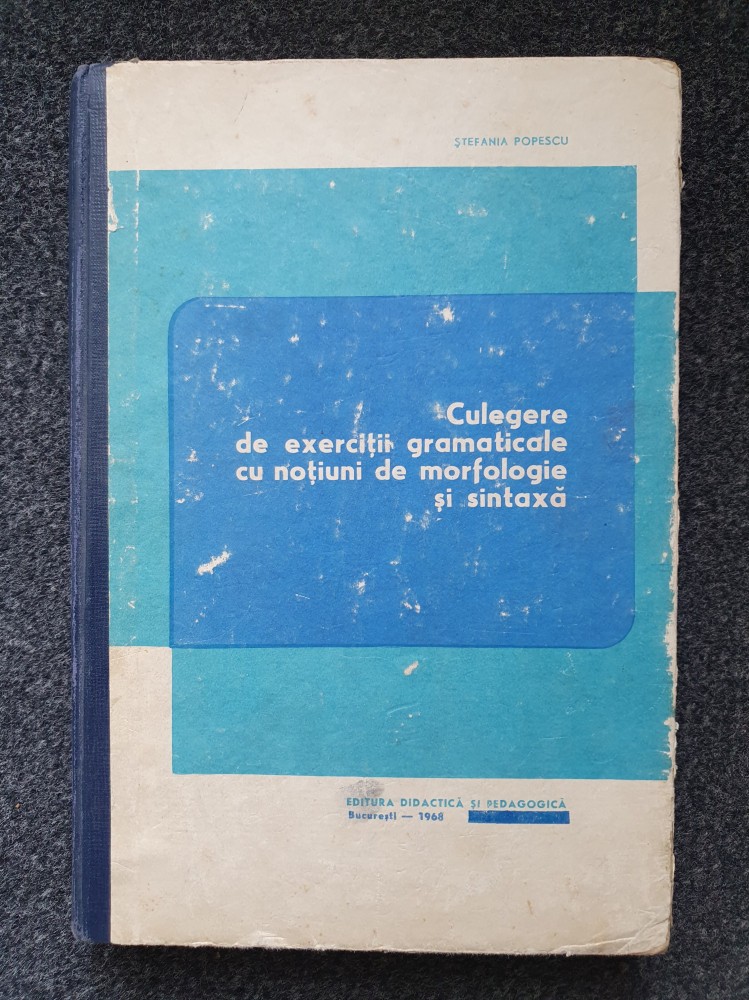 ȘTEFANIA POPESCU
Culegere
de exerciții gramaticale
cu noțiuni de morfologie
și sintaxă
EDITURA DIDACTICĂ ȘI PEDAGOGICĂ
București — 1968